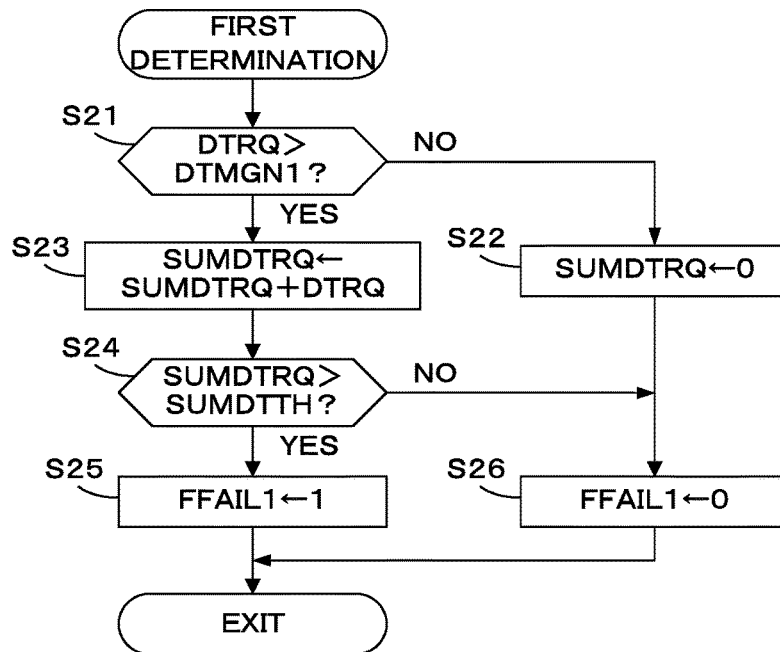 FIRST
DETERMINATION
S21
DTRQ>
DTMGN1?
NO
YES
S23
SUMDTRQ←
SUMDTRQ+DTRQ
S22
SUMDTRQ←0
S24
SUMDTRQ>
SUMDTTH?
NO
YES
S25
FFAIL1←1
S26
FFAIL1←0
EXIT